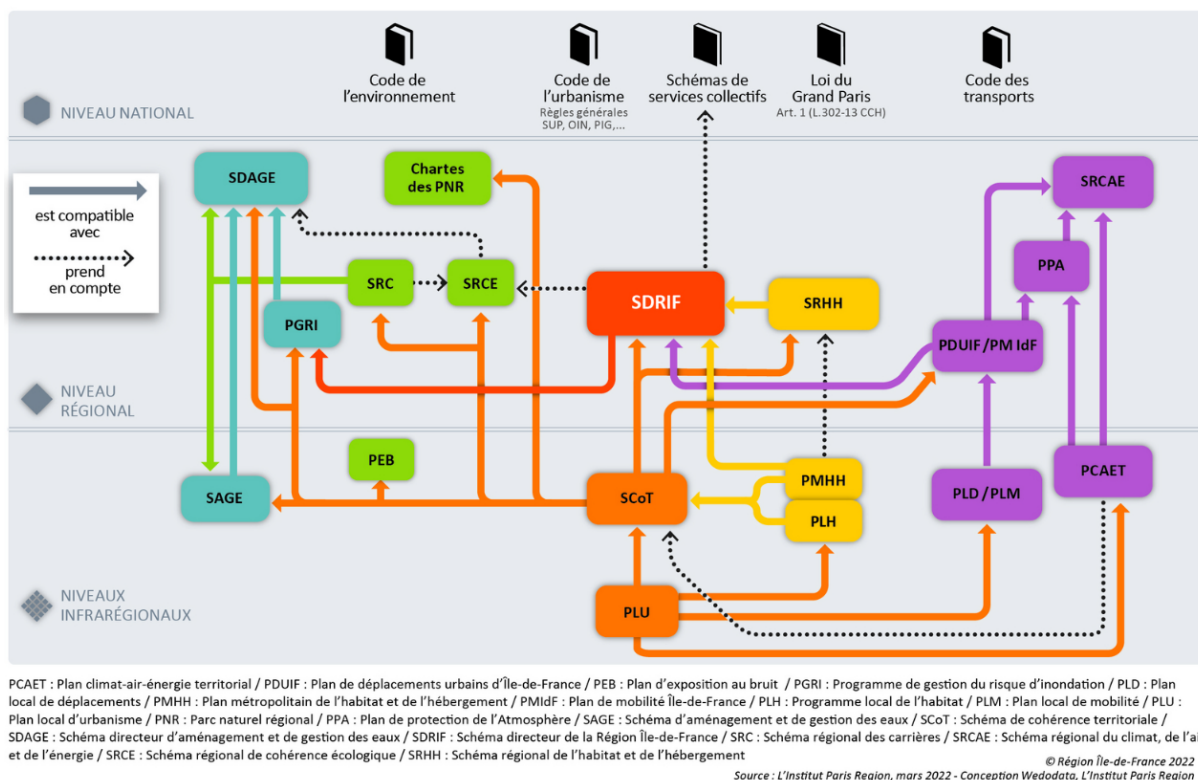 Code de
l'environnement
Code de
l'urbanisme
Règles générales
SUP, OIN, PIG,...
Schémas de
services collectifs
Loi du
Grand Paris
Art. 1 (L.302-13 CCH)
Code des
transports
NIVEAU NATIONAL
SDAGE
Chartes
des PNR
SRCAE
est compatible
avec
prend
en compte
PPA
SRC
SRCE
SDRIF
SRHH
PGRI
PDUIF/PM IdF
NIVEAU
RÉGIONAL
PEB
SAGE
SCoT
PMHH
PLH
PLD / PLM
PCAET
NIVEAUX
INFRARÉGIONAUX
PLU
PCAET : Plan climat-air-énergie territorial / PDUIF : Plan de déplacements urbains d'Île-de-France / PEB : Plan d'exposition au bruit / PGRI : Programme de gestion du risque d'inondation / PLD : Plan
local de déplacements / PMHH : Plan métropolitain de l'habitat et de l'hébergement / PMIdF : Plan de mobilité Île-de-France / PLH : Programme local de l'habitat / PLM : Plan local de mobilité / PLU :
Plan local d'urbanisme / PNR : Parc naturel régional / PPA : Plan de protection de l'Atmosphère / SAGE : Schéma d'aménagement et de gestion des eaux / SCoT : Schéma de cohérence territoriale /
SDAGE : Schéma directeur d'aménagement et de gestion des eaux / SDRIF : Schéma directeur de la Région Île-de-France / SRC : Schéma régional des carrières / SRCAE : Schéma régional du climat, de l'ai
et de l'énergie / SRCE : Schéma régional de cohérence écologique / SRHH : Schéma régional de l'habitat et de l'hébergement
© Région Île-de-France 2022
Source : L'Institut Paris Region, mars 2022 - Conception Wedodata, L'Institut Paris Region